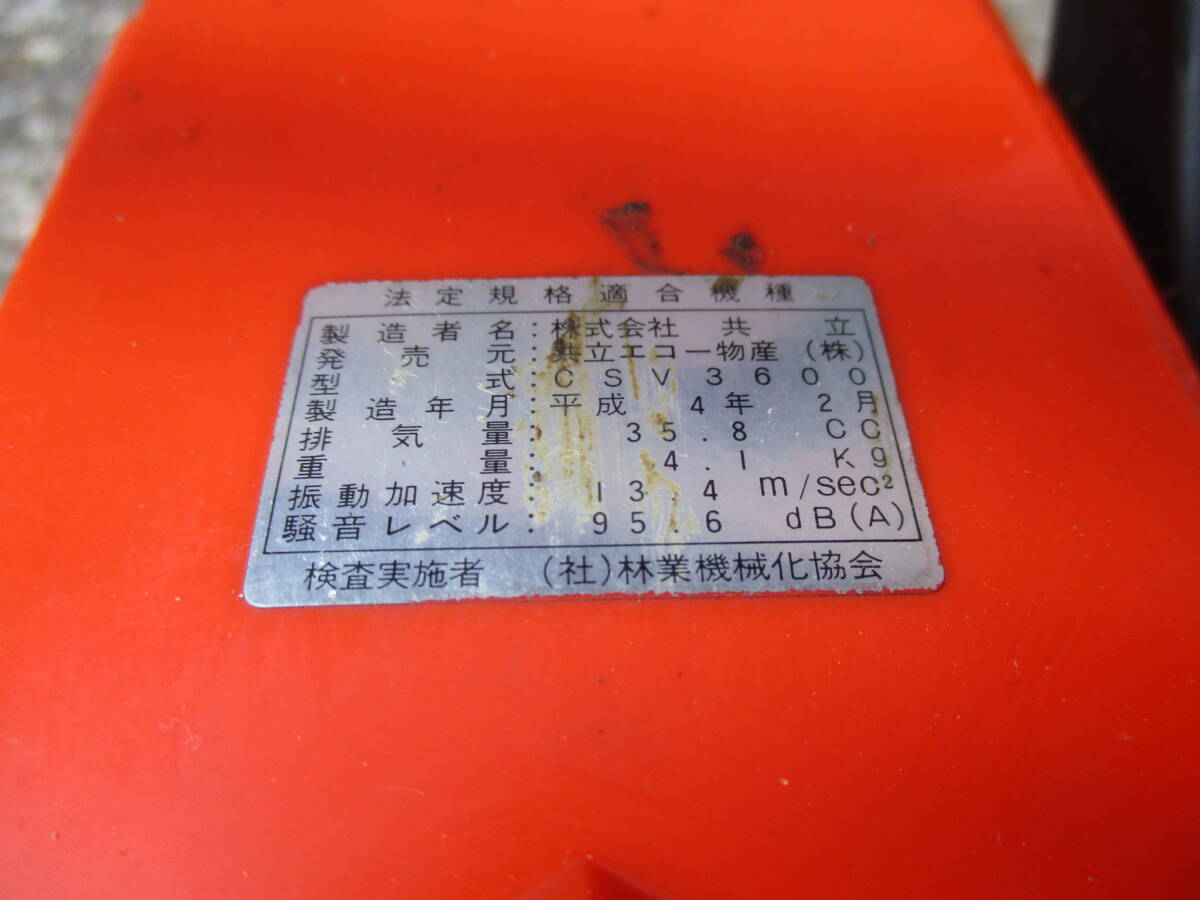 法定規格適合機種
製造者名：株式会社 共立
発売元：共立エコー物産（株）
型式：CSV3600
製造年月：平成 4年 2月
排気量：35.8 CC
重量：4.1 Kg
振動加速度：13.4 m/sec²
騒音レベル：95.6 dB(A)
検査実施者 （社）林業機械化協会